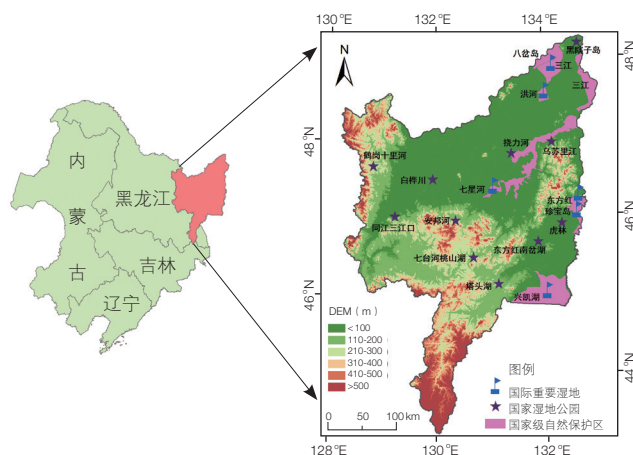 130°E 132°E 134°E
48°N
46°N
44°N
48°N
46°N
128°E 130°E 132°E
内
蒙
古
黑龙江
吉林
辽宁
N
八岔岛
黑瞎子岛
三江
三江
洪河
挠力河
乌苏里江
鹤岗十里河
白桦川
七星河
东方红
珍宝岛
同江三江口
安邦河
虎林
东方红南岔湖
七台河桃山湖
塔头湖
兴凯湖
DEM（m）
<100
110-200
210-300
310-400
410-500
>500
0 50 100 km
图例
国际重要湿地
国家湿地公园
国家级自然保护区